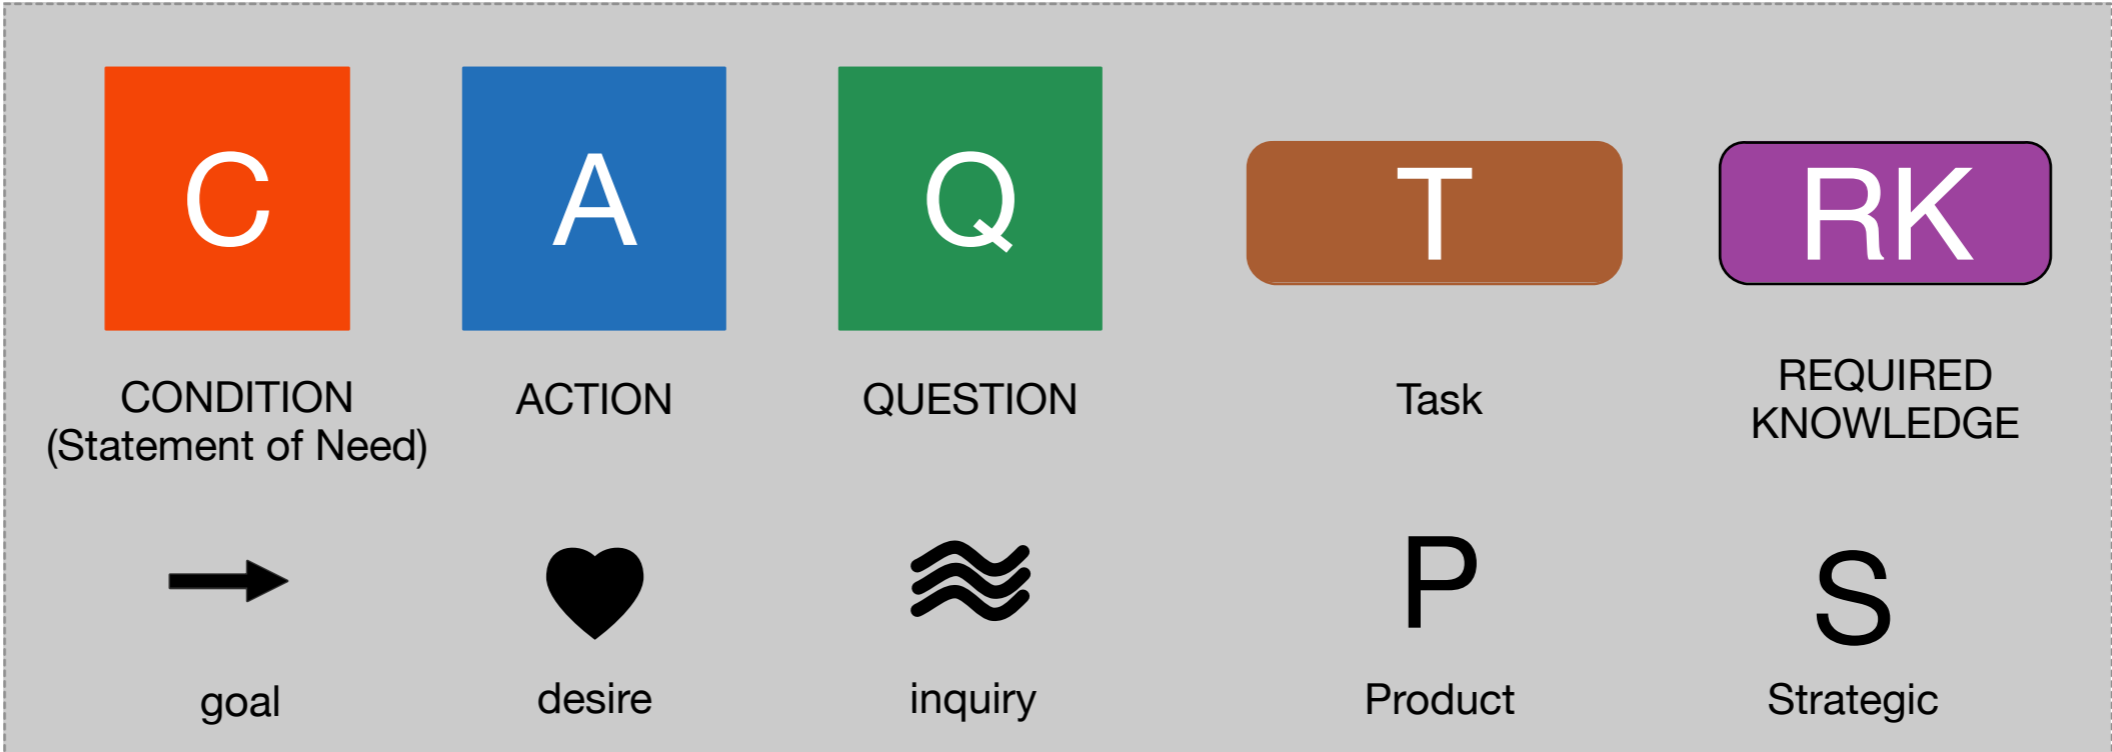 C
A
Q
T
RK
CONDITION
(Statement of Need)
ACTION
QUESTION
Task
REQUIRED
KNOWLEDGE
P
S
goal
desire
inquiry
Product
Strategic